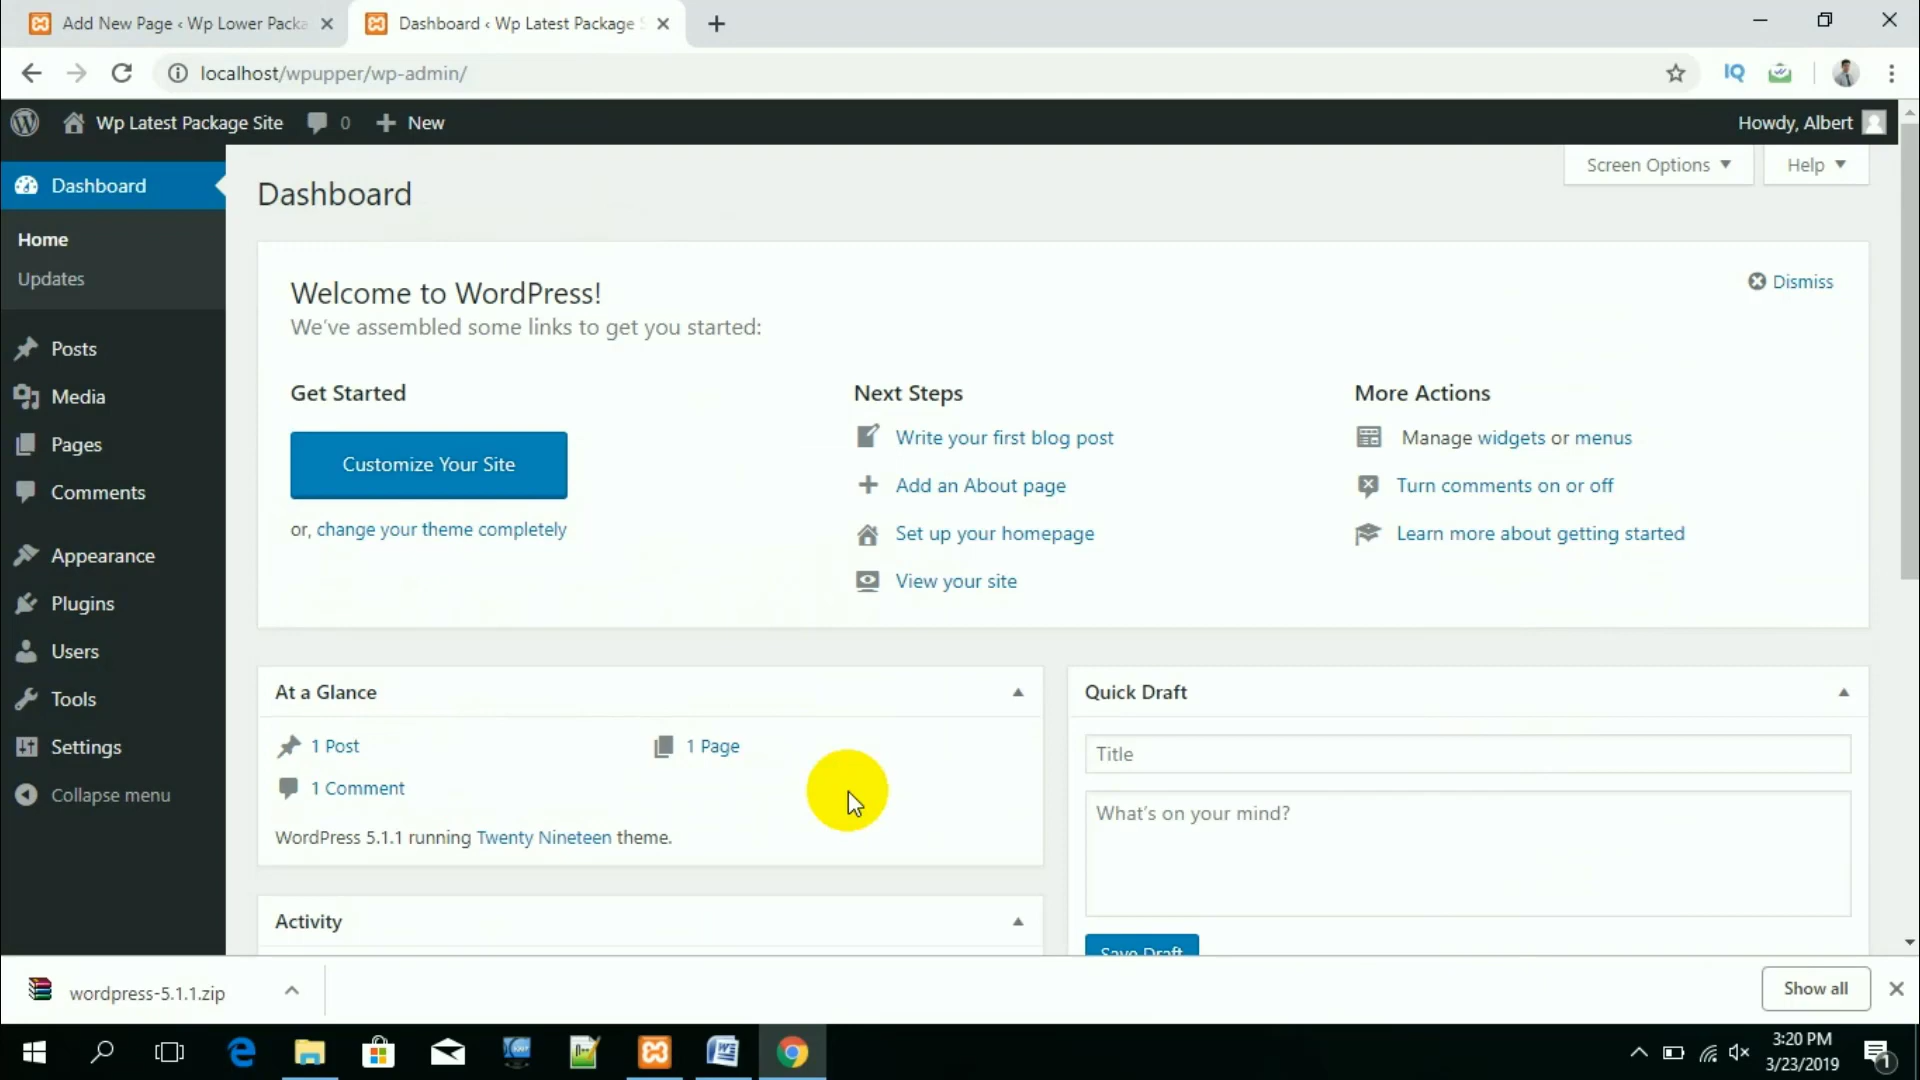 Add New Page ‹ Wp Lower Packa
Dashboard ‹ Wp Latest Package S
localhost/wpupper/wp-admin/
IQ
Wp Latest Package Site
0
New
Howdy, Albert
Screen Options
Help
Dashboard
Home
Updates
Posts
Media
Pages
Comments
Appearance
Plugins
Users
Tools
Settings
Collapse menu
Dashboard
Welcome to WordPress!
We've assembled some links to get you started:
Dismiss
Get Started
Customize Your Site
or, change your theme completely
Next Steps
Write your first blog post
Add an About page
Set up your homepage
View your site
More Actions
Manage widgets or menus
Turn comments on or off
Learn more about getting started
At a Glance
1 Post
1 Page
1 Comment
WordPress 5.1.1 running Twenty Nineteen theme.
Activity
Quick Draft
Title
What's on your mind?
Save Draft
wordpress-5.1.1.zip
Show all
3:20 PM
3/23/2019
1